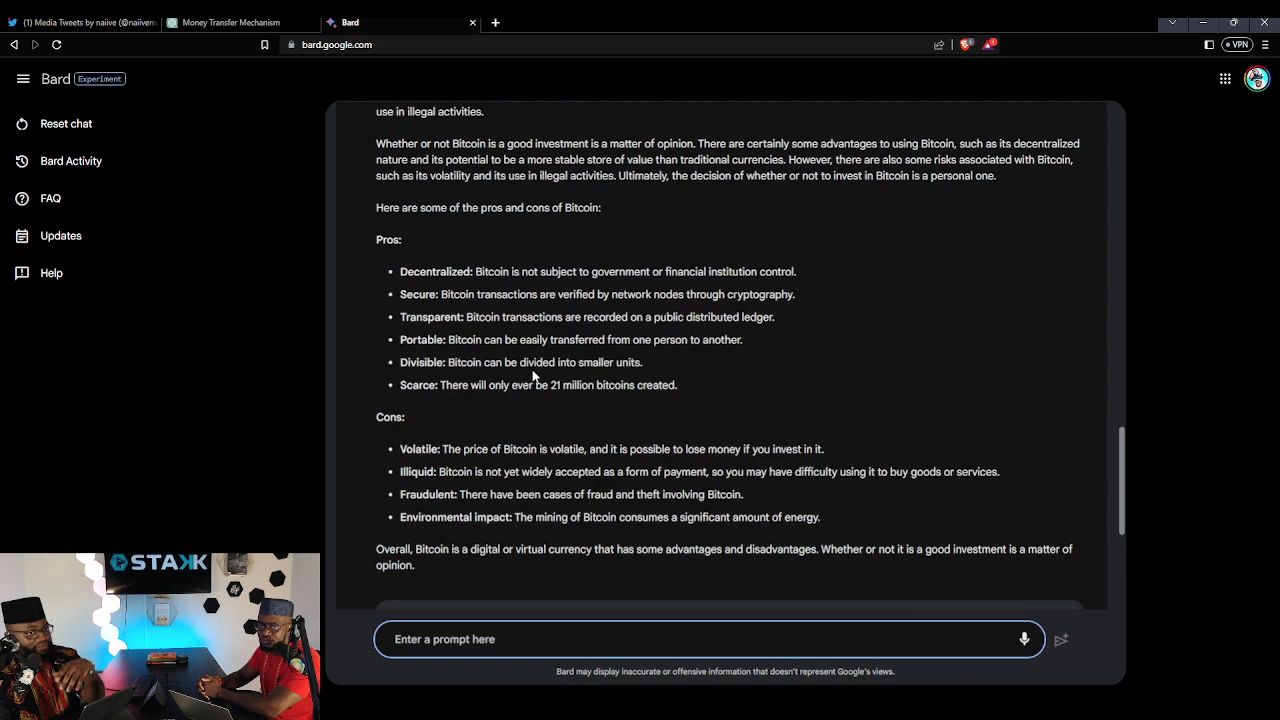 (1) Media Tweets by naiive (@naiivem
Money Transfer Mechanism
Bard
bard.google.com
1
1
VPN
Bard Experiment
Reset chat
Bard Activity
FAQ
Updates
Help
use in illegal activities.
Whether or not Bitcoin is a good investment is a matter of opinion. There are certainly some advantages to using Bitcoin, such as its decentralized
nature and its potential to be a more stable store of value than traditional currencies. However, there are also some risks associated with Bitcoin,
such as its volatility and its use in illegal activities. Ultimately, the decision of whether or not to invest in Bitcoin is a personal one.
Here are some of the pros and cons of Bitcoin:
Pros:
• Decentralized: Bitcoin is not subject to government or financial institution control.
• Secure: Bitcoin transactions are verified by network nodes through cryptography.
• Transparent: Bitcoin transactions are recorded on a public distributed ledger.
• Portable: Bitcoin can be easily transferred from one person to another.
• Divisible: Bitcoin can be divided into smaller units.
• Scarce: There will only ever be 21 million bitcoins created.
Cons:
• Volatile: The price of Bitcoin is volatile, and it is possible to lose money if you invest in it.
• Illiquid: Bitcoin is not yet widely accepted as a form of payment, so you may have difficulty using it to buy goods or services.
• Fraudulent: There have been cases of fraud and theft involving Bitcoin.
• Environmental impact: The mining of Bitcoin consumes a significant amount of energy.
Overall, Bitcoin is a digital or virtual currency that has some advantages and disadvantages. Whether or not it is a good investment is a matter of
opinion.
Enter a prompt here
Bard may display inaccurate or offensive information that doesn't represent Google's views.
STAKK